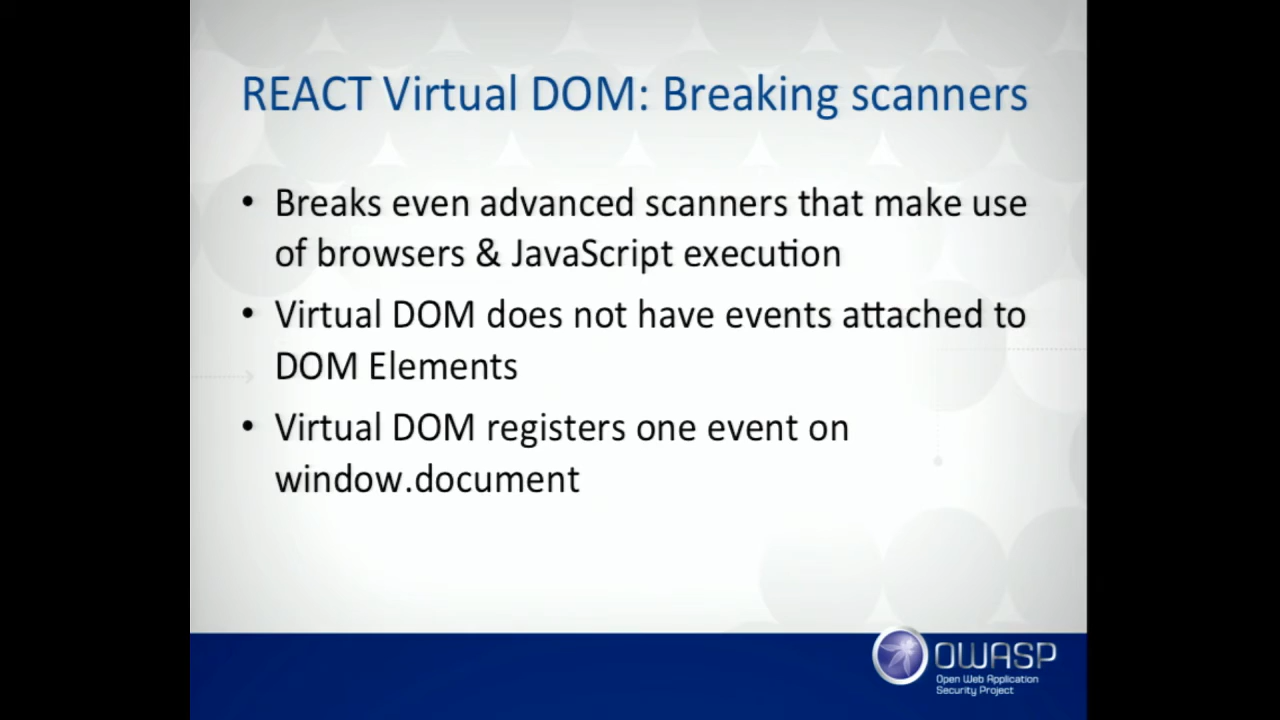 REACT Virtual DOM: Breaking scanners
• Breaks even advanced scanners that make use
of browsers & JavaScript execution
• Virtual DOM does not have events attached to
DOM Elements
• Virtual DOM registers one event on
window.document
OWASP
Open Web Application
Security Project